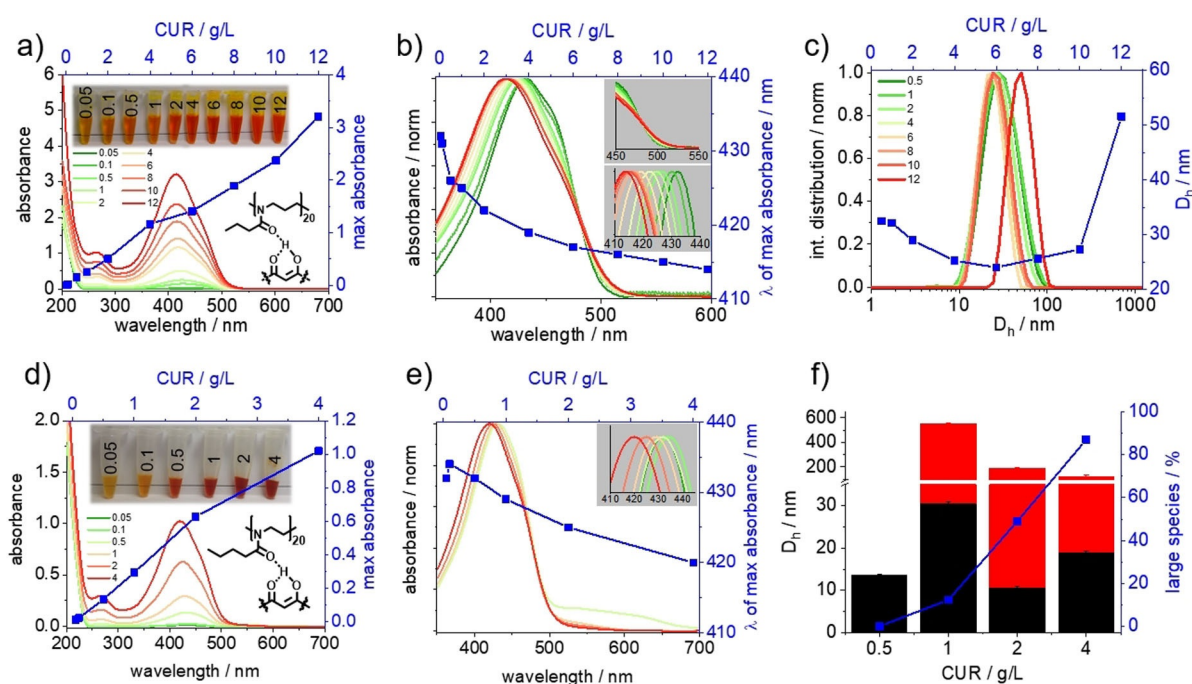 a)
CUR / g/L
0 2 4 6 8 10 12
absorbance
6
5
4
3
2
1
0
0.05 0.1 0.5 1 2 4 6 8 10 12
0.05 4
0.1 6
0.5 8
1 10
2 12
N 20
O
H
O O
4
3
2
1
0
max absorbance
200 300 400 500 600 700
wavelength / nm
b)
CUR / g/L
0 2 4 6 8 10 12
absorbance / norm
450 500 550
410 420 430 440
440
435
430
425
420
415
410
λ of max absorbance / nm
400 500 600
wavelength / nm
c)
CUR / g/L
0 2 4 6 8 10 12
int. distribution / norm
1.0
0.8
0.6
0.4
0.2
0.0
0.5
1
2
4
6
8
10
12
60
50
40
30
20
Dh / nm
1 10 100 1000
Dh / nm
d)
CUR / g/L
0 1 2 3 4
absorbance
2.0
1.5
1.0
0.5
0.0
0.05 0.1 0.5 1 2 4
0.05
0.1
0.5
1
2
4
N 20
O
H
O O
1.2
1.0
0.8
0.6
0.4
0.2
0.0
max absorbance
200 300 400 500 600 700
wavelength / nm
e)
CUR / g/L
0 1 2 3 4
absorbance / norm
410 420 430 440
440
435
430
425
420
415
410
λ of max absorbance / nm
400 500 600 700
wavelength / nm
f)
Dh / nm
600
400
200
30
20
10
0
100
80
60
40
20
0
large species / %
0.5 1 2 4
CUR / g/L